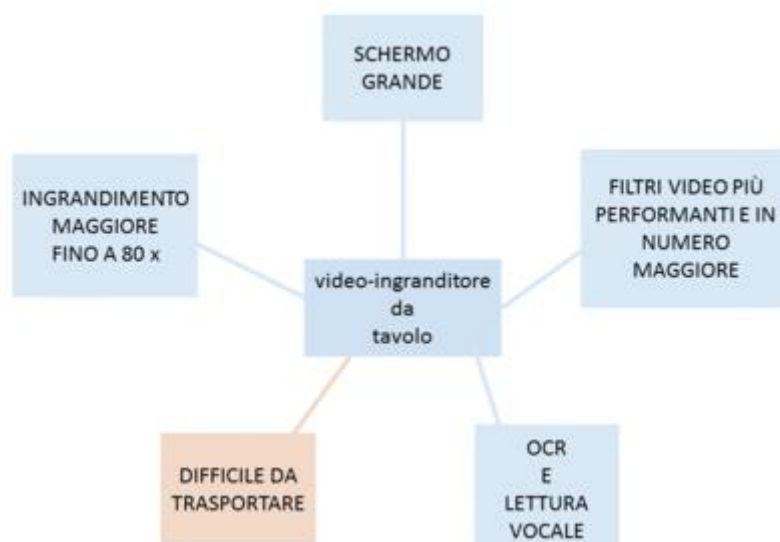 SCHERMO
GRANDE
INGRANDIMENTO
MAGGIORE
FINO A 80 x
FILTRI VIDEO PIÙ
PERFORMANTI E IN
NUMERO
MAGGIORE
video-ingranditore
da
tavolo
DIFFICILE DA
TRASPORTARE
OCR
E
LETTURA
VOCALE